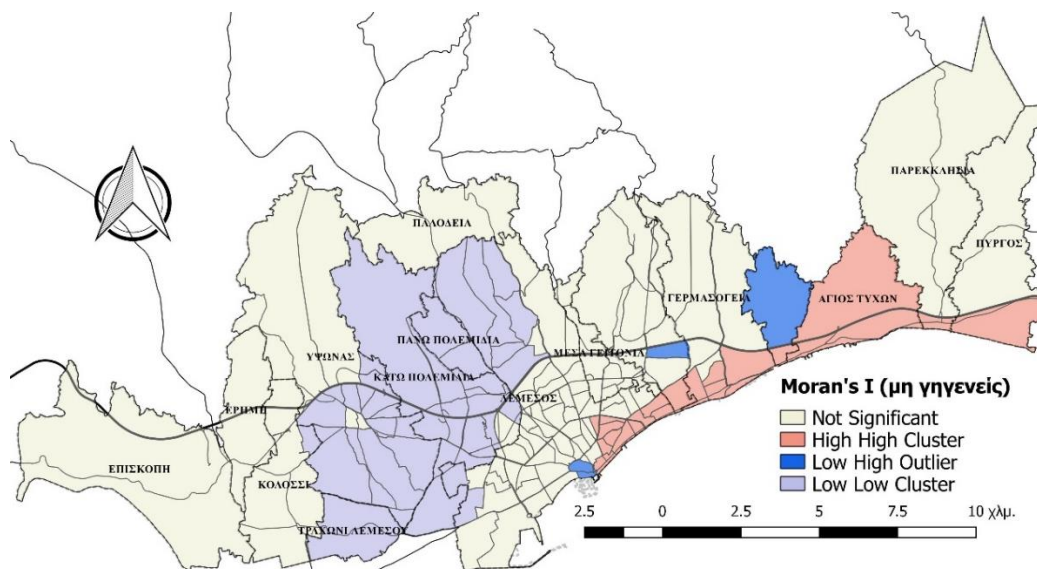 ΠΑΡΕΚΚΛΗΣΙΑ
ΠΑΛΟΔΕΙΑ
ΠΥΡΓΟΣ
ΓΕΡΜΑΣΟΓΕΙΑ
ΑΓΙΟΣ ΤΥΧΩΝ
ΠΑΝΩ ΠΟΛΕΜΙΔΙΑ
ΜΕΣΑ ΓΕΙΤΟΝΙΑ
ΥΨΩΝΑΣ
ΚΑΤΩ ΠΟΛΕΜΙΔΙΑ
ΛΕΜΕΣΟΣ
ΕΡΗΜΗ
ΕΠΙΣΚΟΠΗ
ΚΟΛΟΣΣΙ
ΤΡΑΧΩΝΙ ΛΕΜΕΣΟΥ
Moran's I (μη γηγενείς)
Not Significant
High High Cluster
Low High Outlier
Low Low Cluster
2.5 0 2.5 5 7.5 10 χλμ.